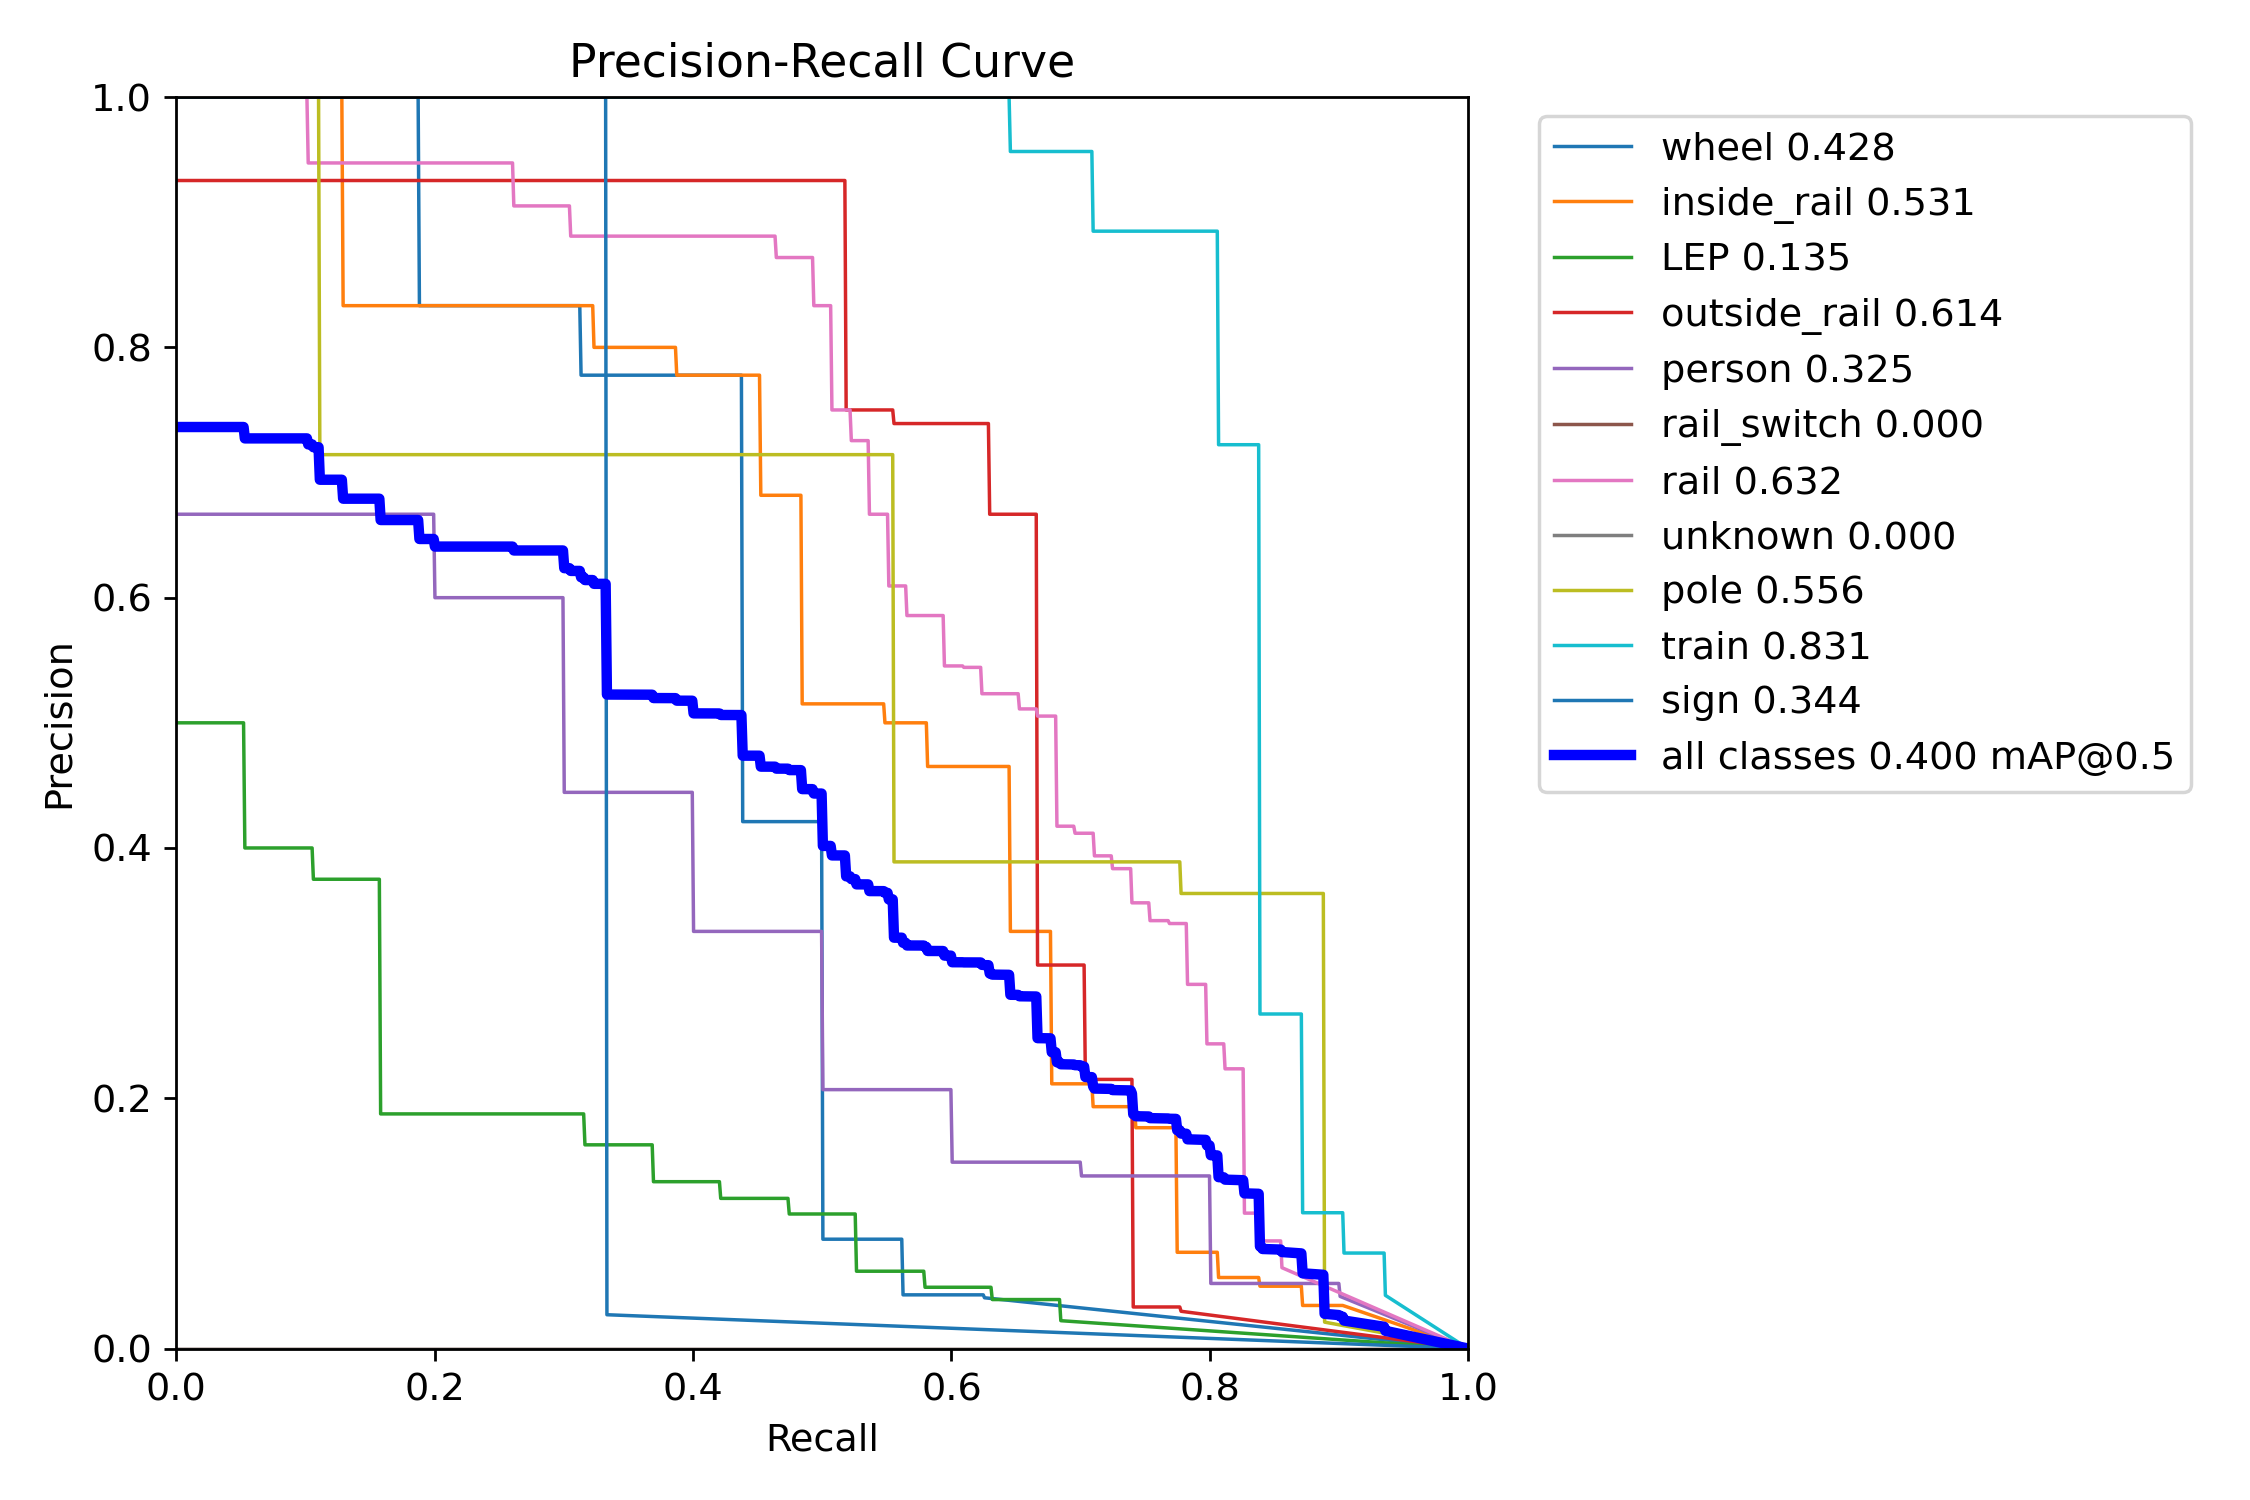 Precision-Recall Curve
1.0
0.8
0.6
0.4
0.2
0.0
Precision
0.0 0.2 0.4 0.6 0.8 1.0
Recall
wheel 0.428
inside_rail 0.531
LEP 0.135
outside_rail 0.614
person 0.325
rail_switch 0.000
rail 0.632
unknown 0.000
pole 0.556
train 0.831
sign 0.344
all classes 0.400 mAP@0.5